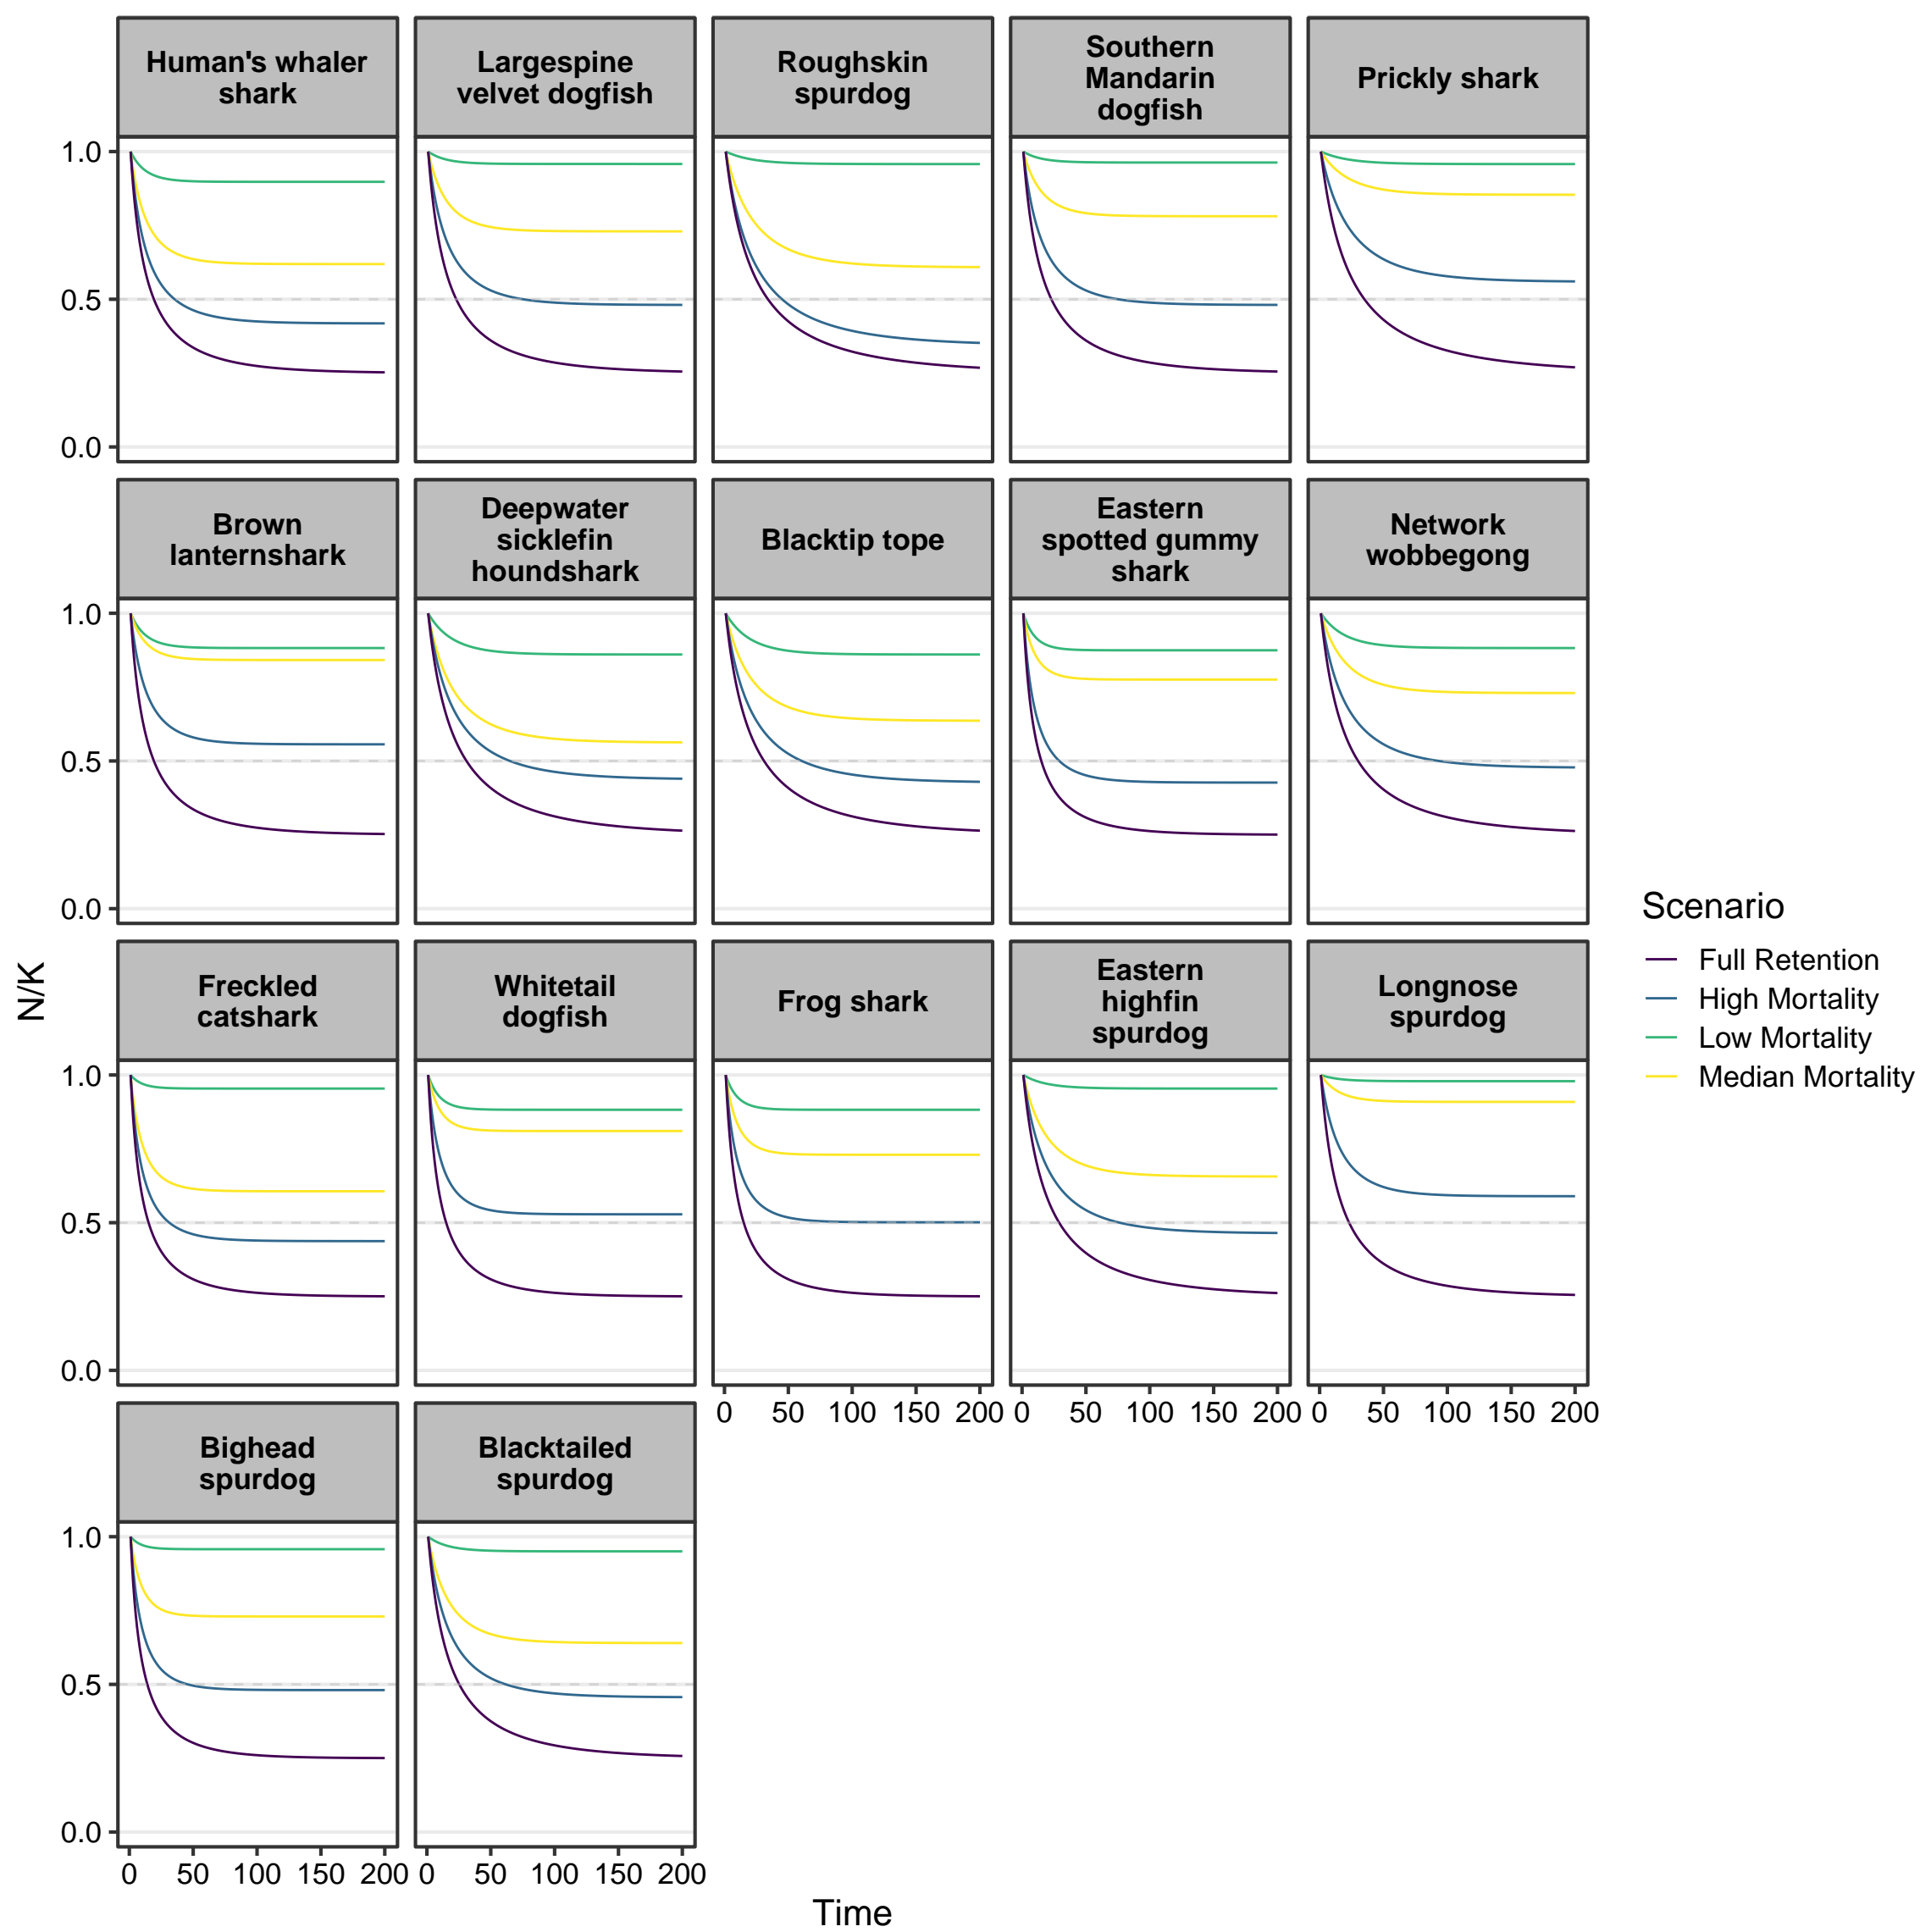 Human's whaler
shark
Largespine
velvet dogfish
Roughskin
spurdog
Southern
Mandarin
dogfish
Prickly shark
1.0
0.5
0.0
Brown
lanternshark
Deepwater
sicklefin
houndshark
Blacktip tope
Eastern
spotted gummy
shark
Network
wobbegong
1.0
0.5
0.0
Freckled
catshark
Whitetail
dogfish
Frog shark
Eastern
highfin
spurdog
Longnose
spurdog
1.0
0.5
0.0
0 50 100 150 200
0 50 100 150 200
0 50 100 150 200
Bighead
spurdog
Blacktailed
spurdog
1.0
0.5
0.0
0 50 100 150 200
0 50 100 150 200
Time
N/K
Scenario
Full Retention
High Mortality
Low Mortality
Median Mortality